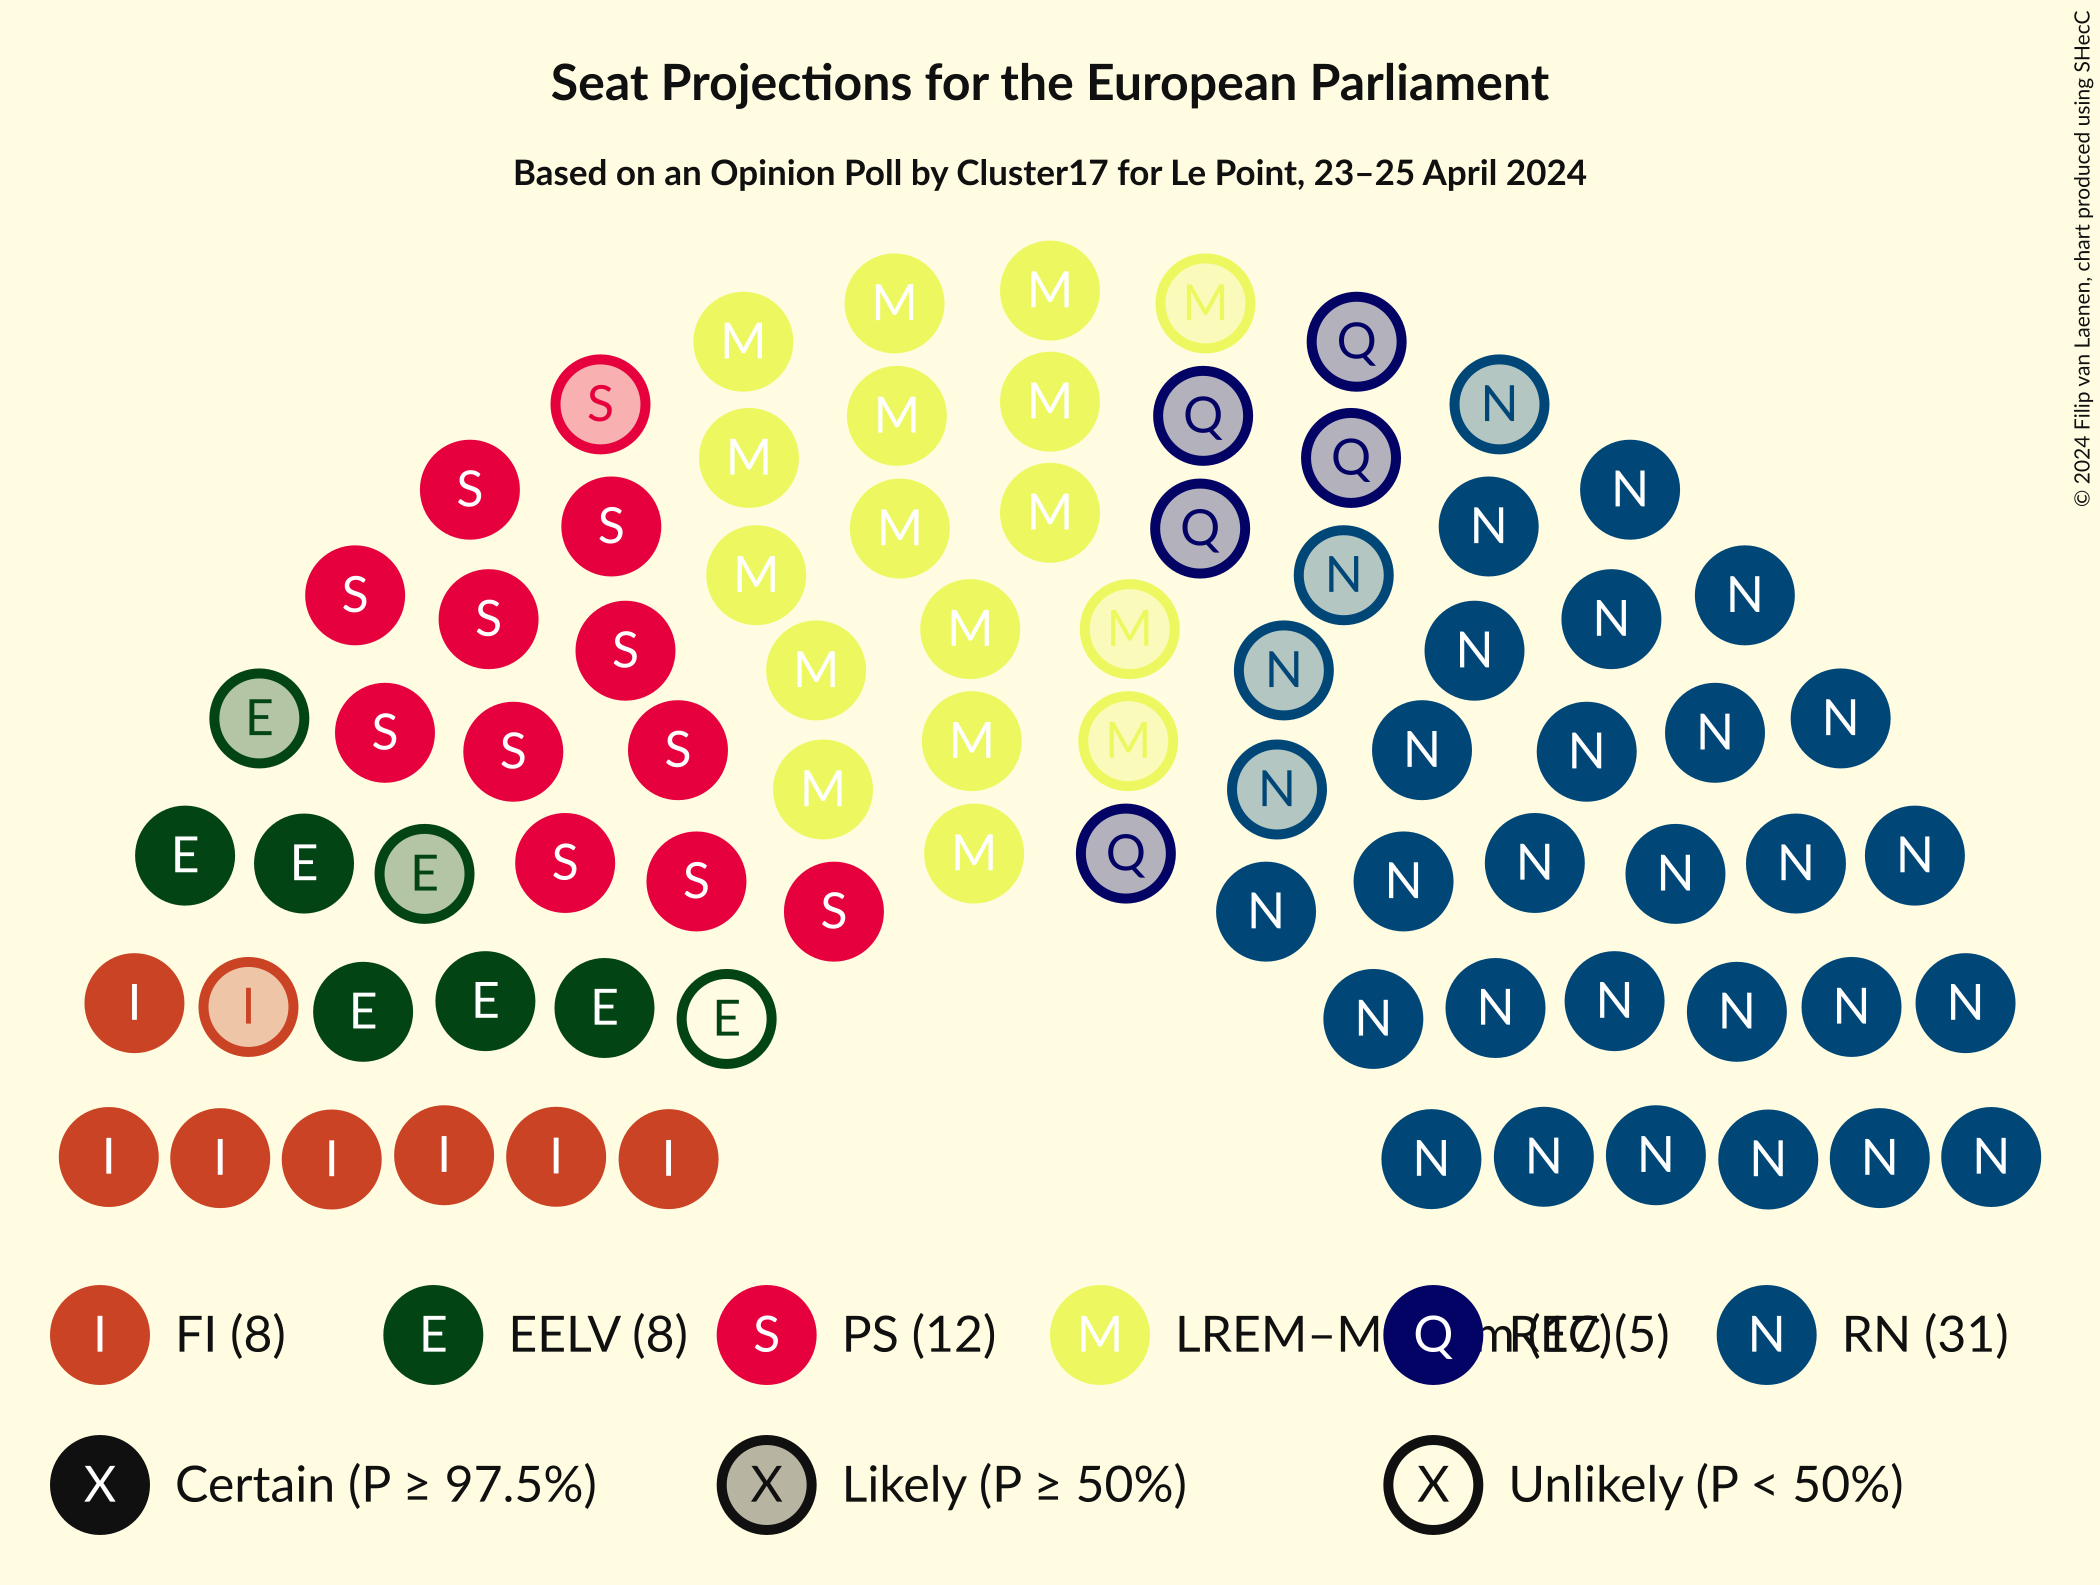 Seat Projections for the European Parliament
Based on an Opinion Poll by Cluster17 for Le Point, 23–25 April 2024
© 2024 Filip van Laenen, chart produced using SHecC
M M M M
M Q
S M M Q N
M Q
S S M M Q N N
M N
S S S M M N N N
M N
E S S S M M N N N N
M N
E E E S S S M Q N N N N N N
I I E E E E N N N N N N
I I I I I I N N N N N N
I FI (8) E EELV (8) S PS (12) M LREM–M m (17) Q REC (5) N RN (31)
X Certain (P ≥ 97.5%) X Likely (P ≥ 50%) X Unlikely (P < 50%)